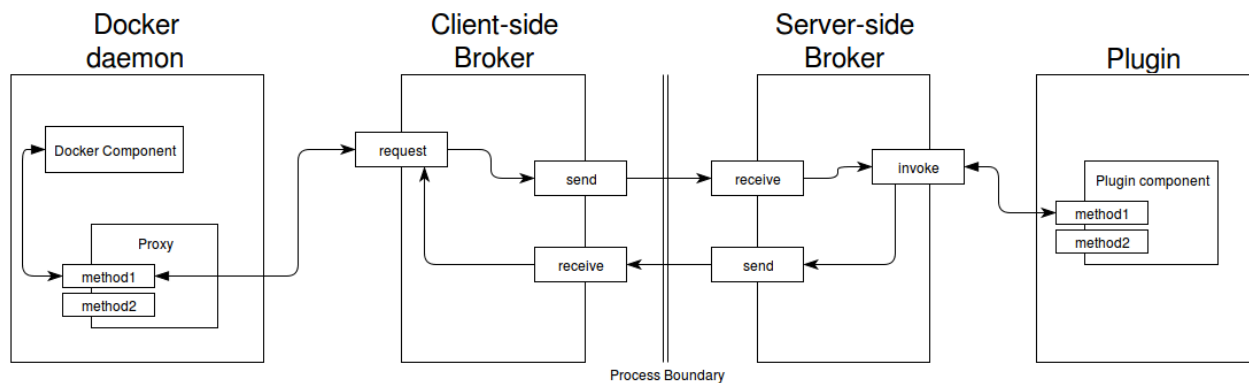 Docker
daemon
Client-side
Broker
Server-side
Broker
Plugin
Docker Component
request
send
receive
invoke
Plugin component
method1
method2
Proxy
method1
method2
receive
send
Process Boundary